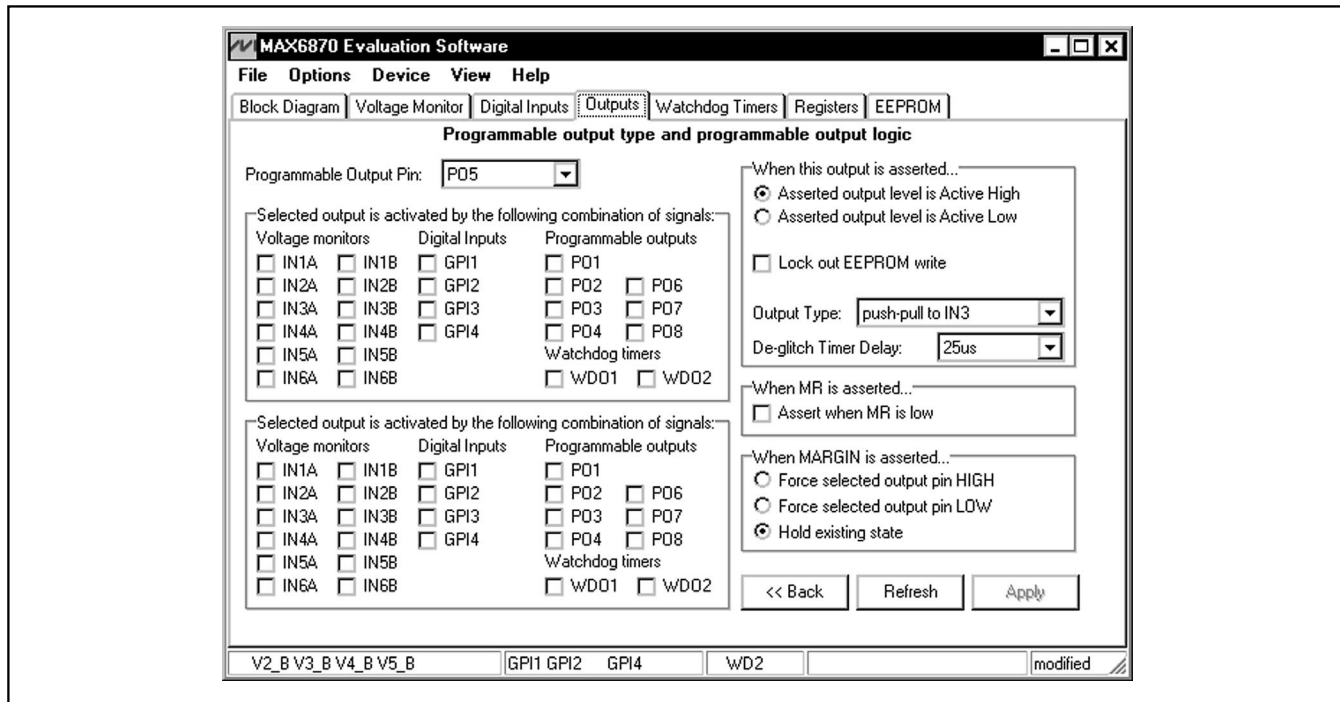 MAX6870 Evaluation Software
File Options Device View Help
Block Diagram Voltage Monitor Digital Inputs Outputs Watchdog Timers Registers EEPROM
Programmable output type and programmable output logic
Programmable Output Pin: PO5
Selected output is activated by the following combination of signals:
Voltage monitors Digital Inputs Programmable outputs
IN1A IN1B GPI1 PO1
IN2A IN2B GPI2 PO2 PO6
IN3A IN3B GPI3 PO3 PO7
IN4A IN4B GPI4 PO4 PO8
IN5A IN5B Watchdog timers
IN6A IN6B WDO1 WDO2
Selected output is activated by the following combination of signals:
Voltage monitors Digital Inputs Programmable outputs
IN1A IN1B GPI1 PO1
IN2A IN2B GPI2 PO2 PO6
IN3A IN3B GPI3 PO3 PO7
IN4A IN4B GPI4 PO4 PO8
IN5A IN5B Watchdog timers
IN6A IN6B WDO1 WDO2
When this output is asserted...
Asserted output level is Active High
Asserted output level is Active Low
Lock out EEPROM write
Output Type: push-pull to IN3
De-glitch Timer Delay: 25us
When MR is asserted...
Assert when MR is low
When MARGIN is asserted...
Force selected output pin HIGH
Force selected output pin LOW
Hold existing state
<< Back Refresh Apply
V2_B V3_B V4_B V5_B GPI1 GPI2 GPI4 WD2 modified